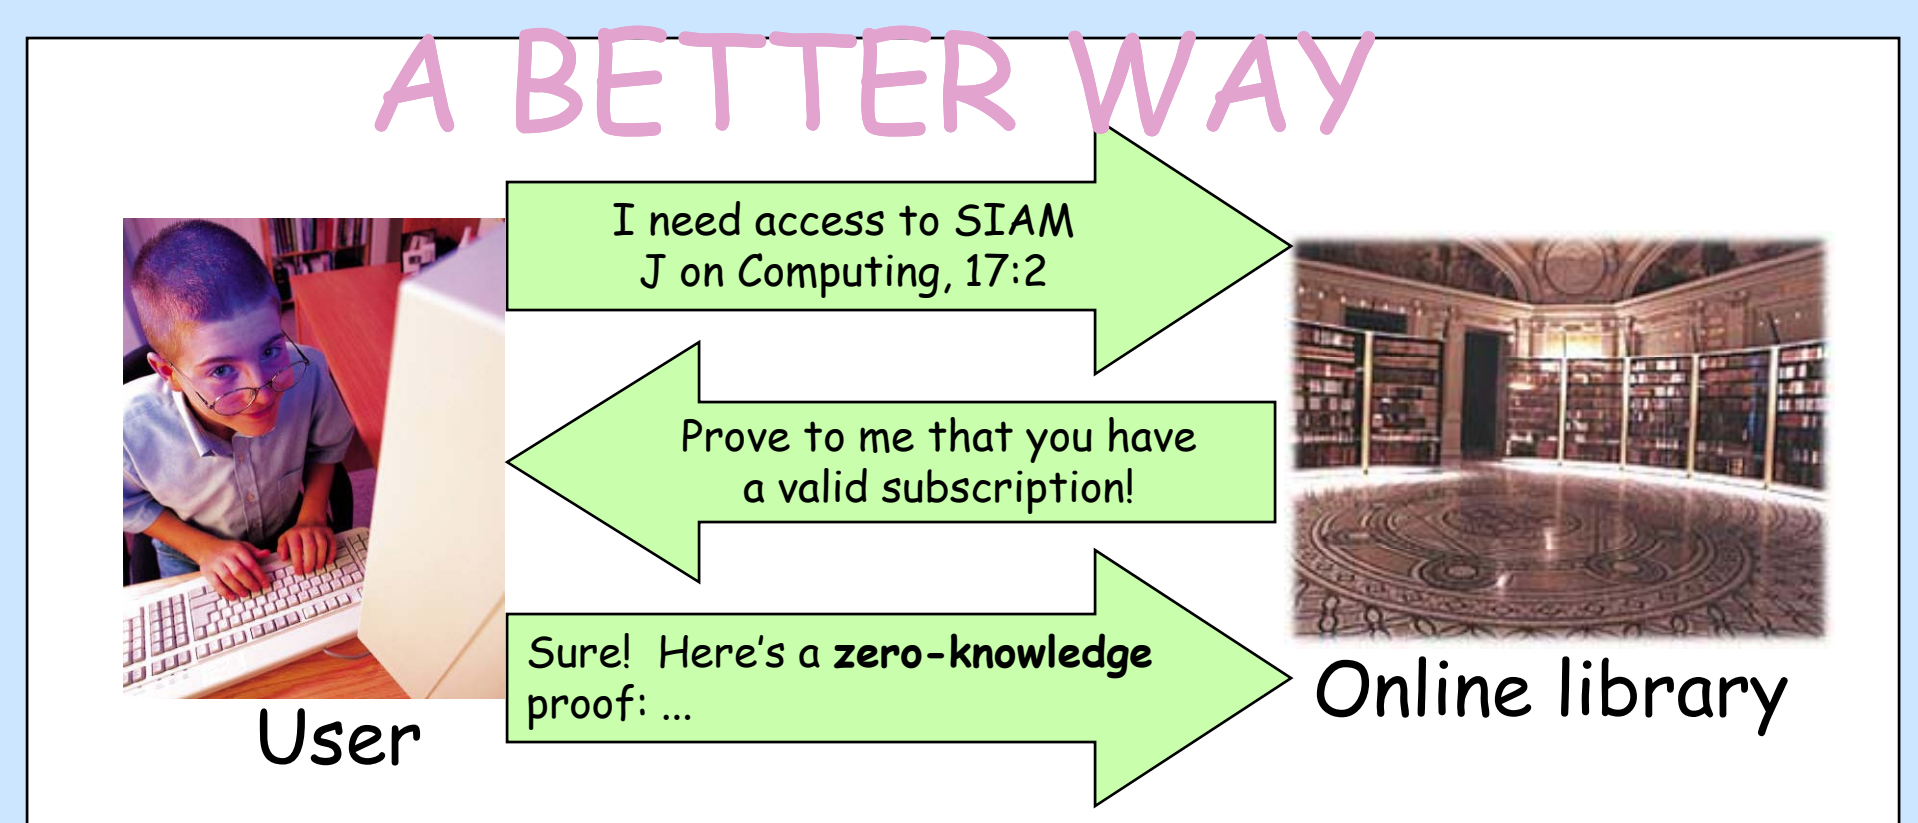 A BETTER WAY
I need access to SIAM
J on Computing, 17:2
Prove to me that you have
a valid subscription!
Sure! Here's a zero-knowledge
proof: ...
User
Online library